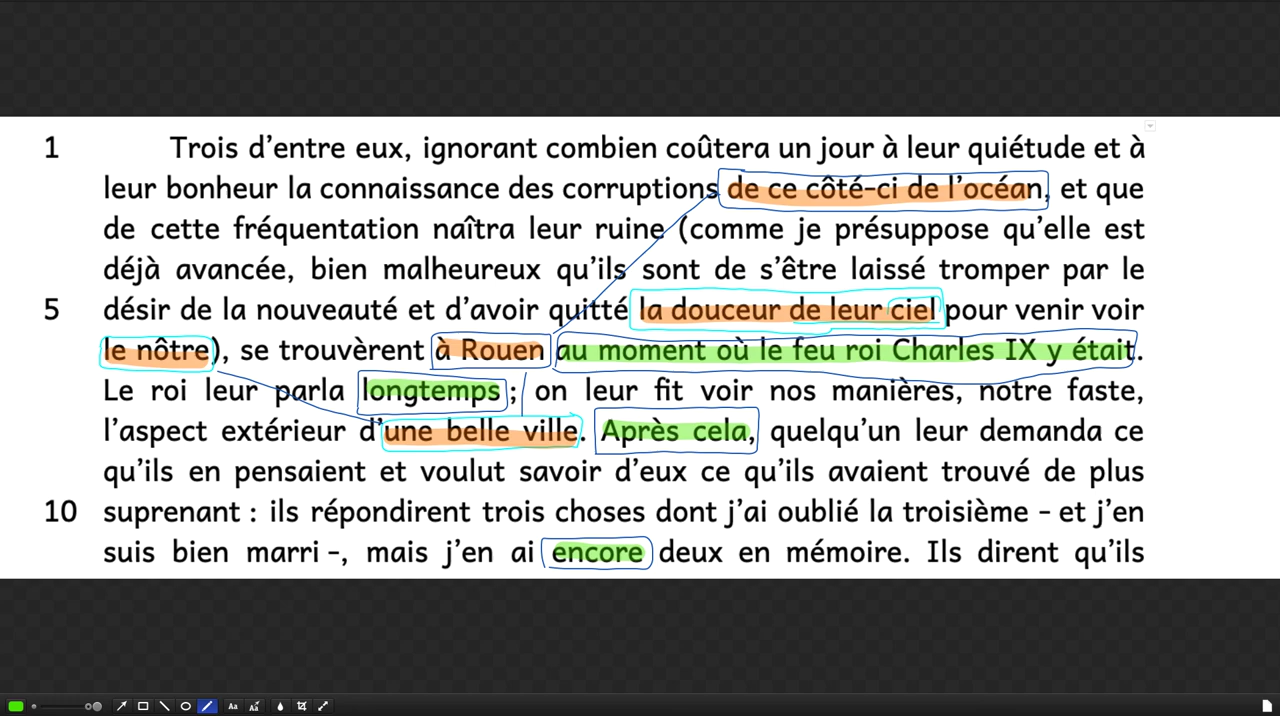 1 Trois d'entre eux, ignorant combien coûtera un jour à leur quiétude et à
leur bonheur la connaissance des corruptions de ce côté-ci de l'océan, et que
de cette fréquentation naîtra leur ruine (comme je présuppose qu'elle est
déjà avancée, bien malheureux qu'ils sont de s'être laissé tromper par le
5 désir de la nouveauté et d'avoir quitté la douceur de leur ciel pour venir voir
le nôtre), se trouvèrent à Rouen au moment où le feu roi Charles IX y était.
Le roi leur parla longtemps ; on leur fit voir nos manières, notre faste,
l'aspect extérieur d'une belle ville. Après cela, quelqu'un leur demanda ce
qu'ils en pensaient et voulut savoir d'eux ce qu'ils avaient trouvé de plus
10 suprenant : ils répondirent trois choses dont j'ai oublié la troisième - et j'en
suis bien marri -, mais j'en ai encore deux en mémoire. Ils dirent qu'ils
Aa Aa